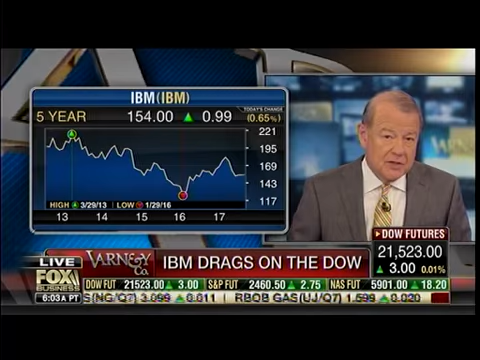 IBM(IBM)
5 YEAR 154.00 ▲ 0.99 TODAY'S CHANGE (0.65%)
221
195
169
143
117
HIGH 3/29/13 LOW 1/29/16
13 14 15 16 17
DOW FUTURES
21,523.00
▲ 3.00 0.01%
LIVE
FOX
BUSINESS
VARNEY & Co.
IBM DRAGS ON THE DOW
DOW FUT 21523.00 ▲ 3.00 S&P FUT 2460.50 ▲ 2.75 NAS FUT 5901.00 ▲ 18.20
6:03A PT
(UJ/Q7) 1.599 ▲ 0.020